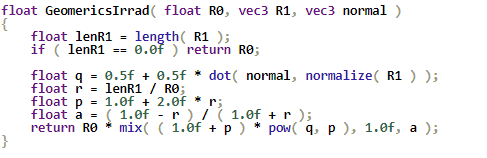 float GeomericsIrrad( float R0, vec3 R1, vec3 normal )
{
    float lenR1 = length( R1 );
    if ( lenR1 == 0.0f ) return R0;

    float q = 0.5f + 0.5f * dot( normal, normalize( R1 ) );
    float r = lenR1 / R0;
    float p = 1.0f + 2.0f * r;
    float a = ( 1.0f - r ) / ( 1.0f + r );
    return R0 * mix( ( 1.0f + p ) * pow( q, p ), 1.0f, a );
}